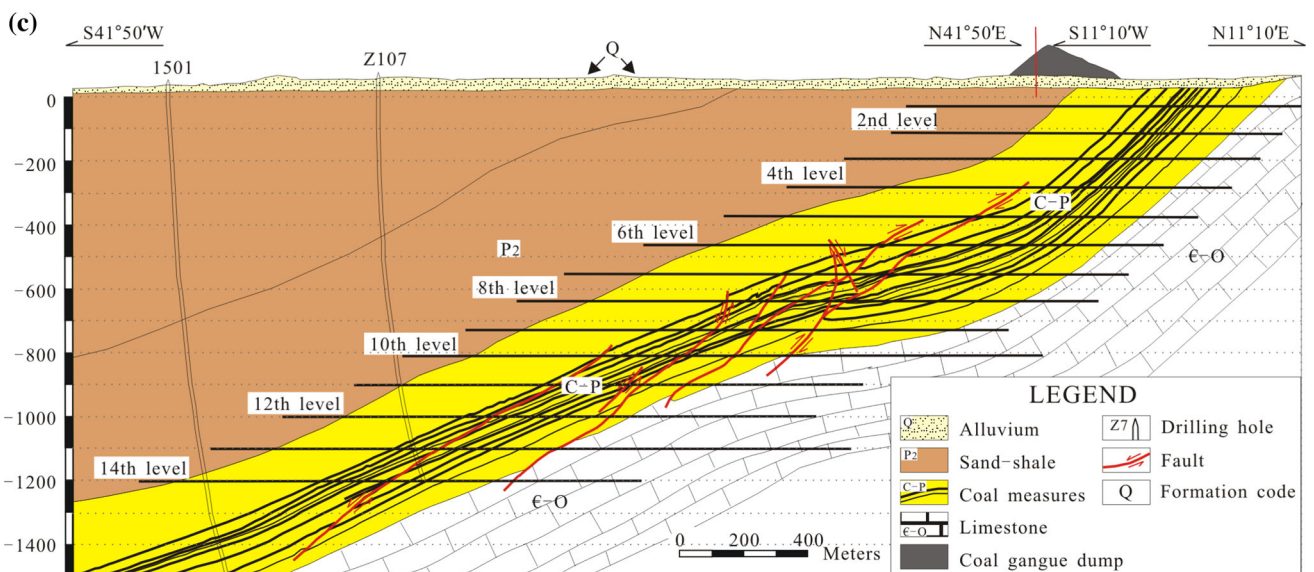 (c)
S41°50′W
N41°50′E
S11°10′W
N11°10′E
Q
1501
Z107
0
2nd level
-200
4th level
C-P
-400
6th level
P2
Є-O
-600
8th level
-800
10th level
C-P
-1000
12th level
-1200
14th level
Є-O
-1400
0 200 400 Meters
LEGEND
Q Alluvium
P2 Sand-shale
C-P Coal measures
Є-O Limestone
Coal gangue dump
Z7 Drilling hole
Fault
Q Formation code